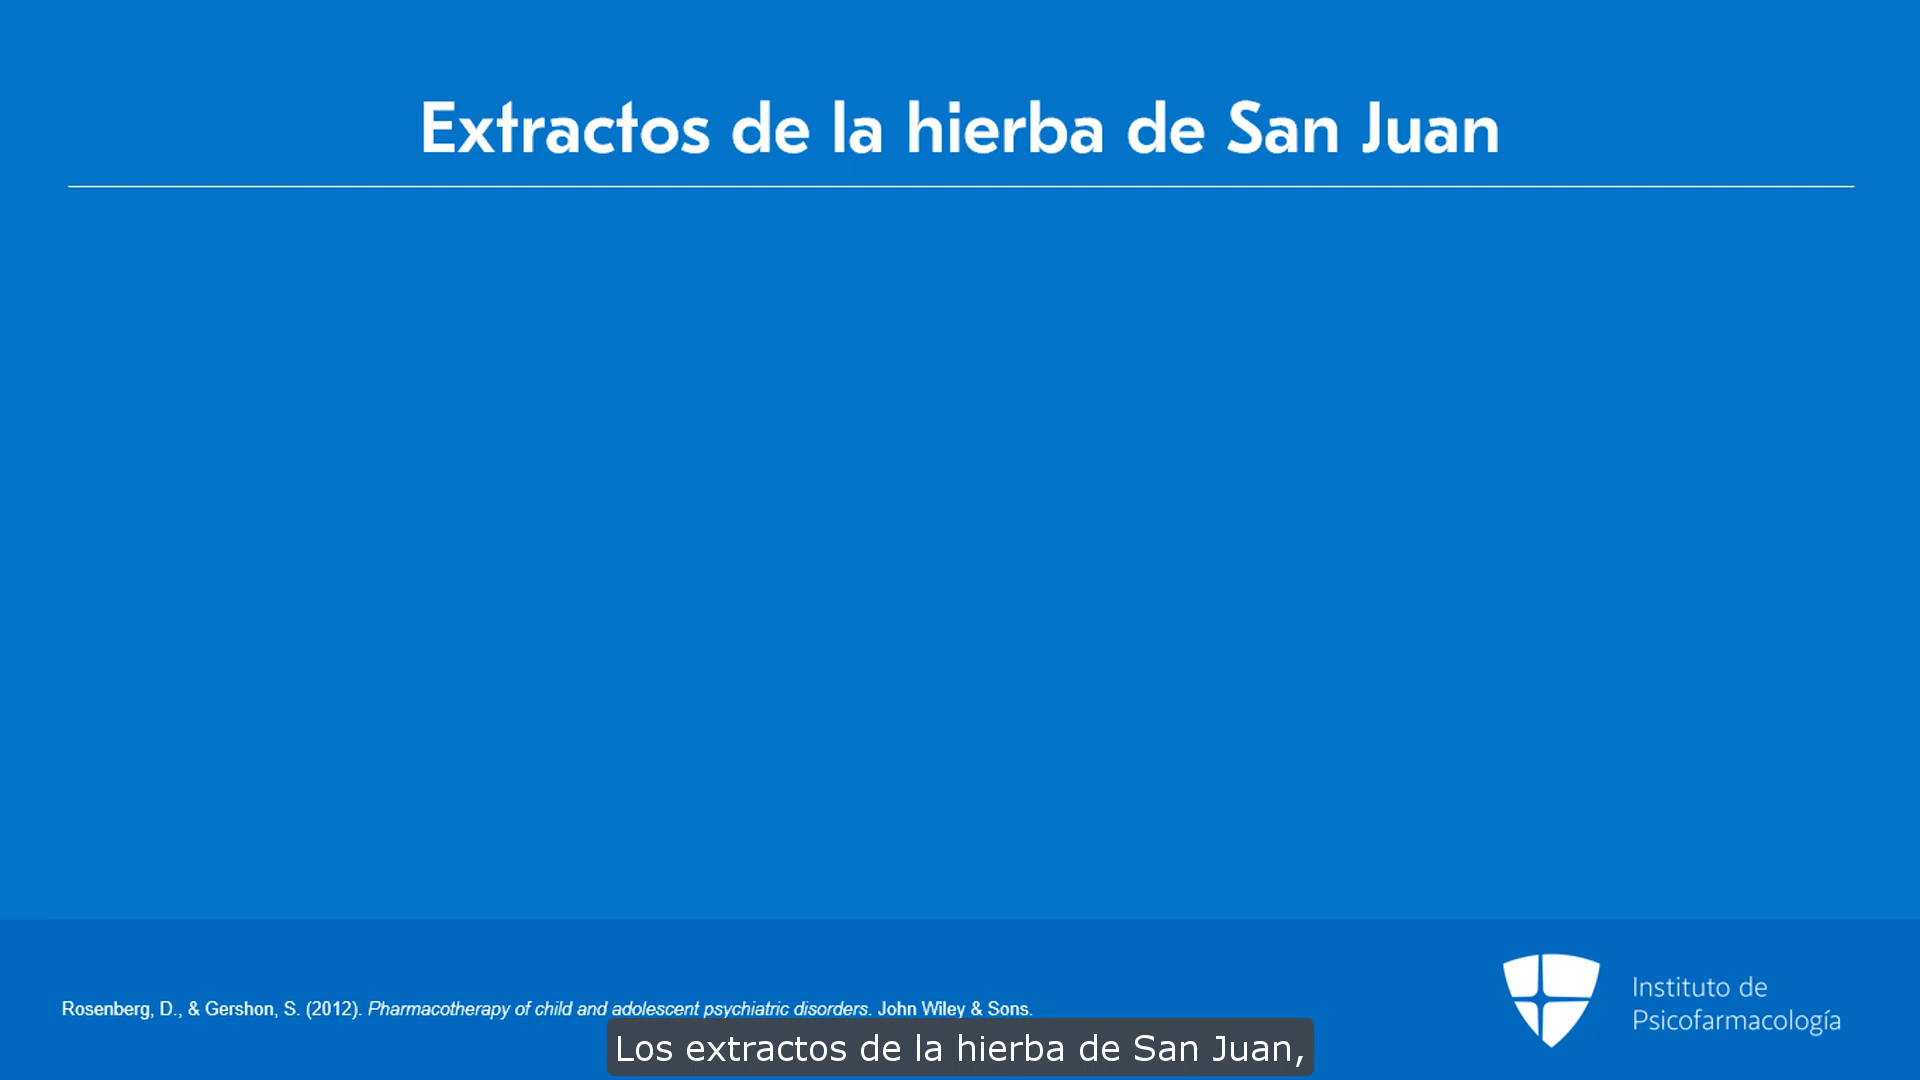 Extractos de la hierba de San Juan
Rosenberg, D., & Gershon, S. (2012). Pharmacotherapy of child and adolescent psychiatric disorders. John Wiley & Sons.
Instituto de
Psicofarmacología
Los extractos de la hierba de San Juan,